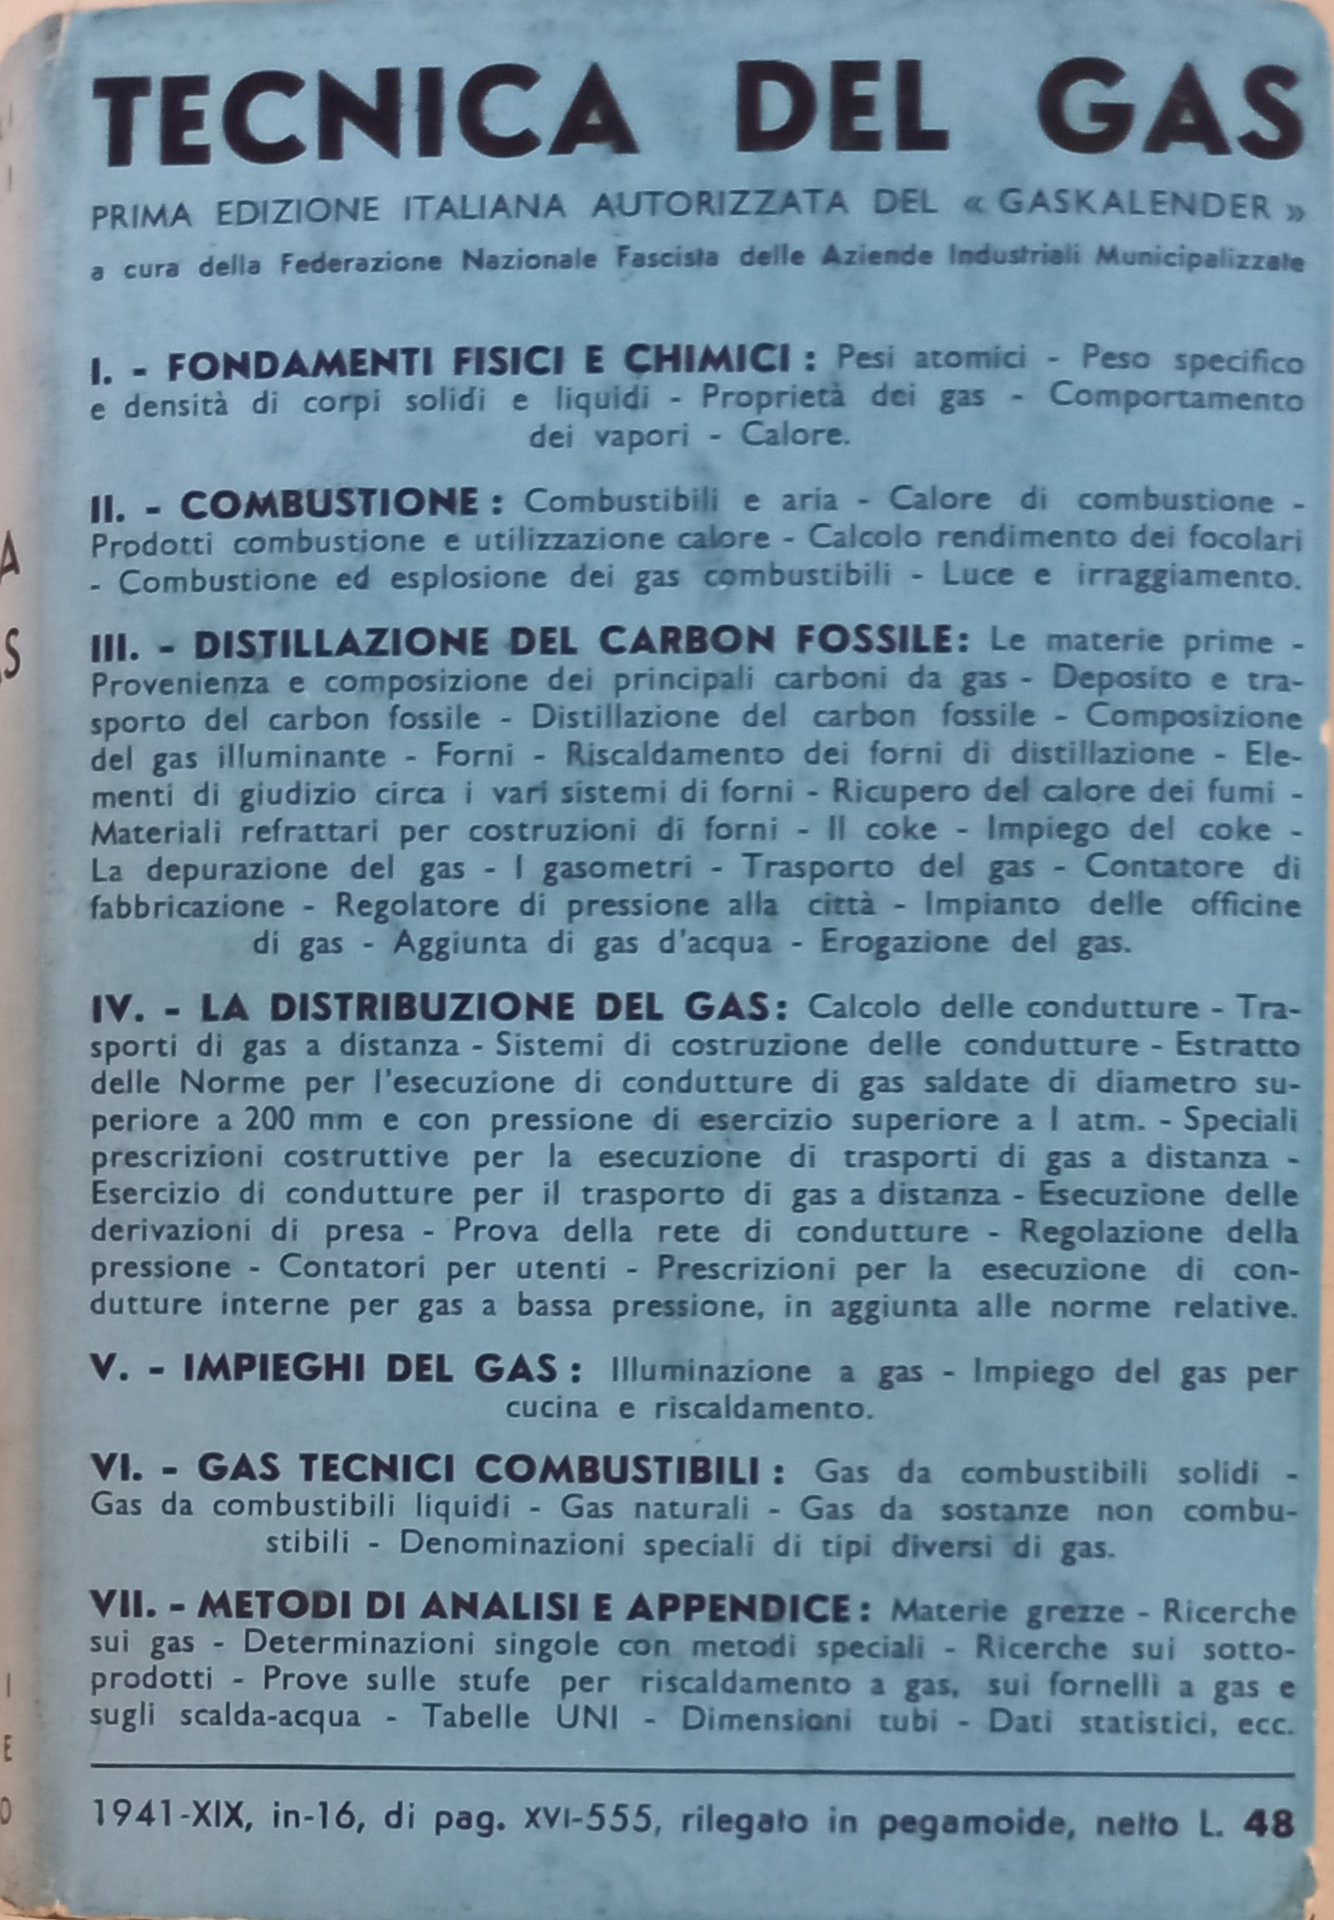 TECNICA DEL GAS
PRIMA EDIZIONE ITALIANA AUTORIZZATA DEL « GASKALENDER »
a cura della Federazione Nazionale Fascista delle Aziende Industriali Municipalizzate
I. - FONDAMENTI FISICI E CHIMICI : Pesi atomici - Peso specifico
e densità di corpi solidi e liquidi - Proprietà dei gas - Comportamento
dei vapori - Calore.
II. - COMBUSTIONE : Combustibili e aria - Calore di combustione -
Prodotti combustione e utilizzazione calore - Calcolo rendimento dei focolari
- Combustione ed esplosione dei gas combustibili - Luce e irraggiamento.
III. - DISTILLAZIONE DEL CARBON FOSSILE: Le materie prime -
Provenienza e composizione dei principali carboni da gas - Deposito e tra-
sporto del carbon fossile - Distillazione del carbon fossile - Composizione
del gas illuminante - Forni - Riscaldamento dei forni di distillazione - Ele-
menti di giudizio circa i vari sistemi di forni - Ricupero del calore dei fumi -
Materiali refrattari per costruzioni di forni - Il coke - Impiego del coke -
La depurazione del gas - I gasometri - Trasporto del gas - Contatore di
fabbricazione - Regolatore di pressione alla città - Impianto delle officine
di gas - Aggiunta di gas d'acqua - Erogazione del gas.
IV. - LA DISTRIBUZIONE DEL GAS: Calcolo delle condutture - Tra-
sporti di gas a distanza - Sistemi di costruzione delle condutture - Estratto
delle Norme per l'esecuzione di condutture di gas saldate di diametro su-
periore a 200 mm e con pressione di esercizio superiore a 1 atm. - Speciali
prescrizioni costruttive per la esecuzione di trasporti di gas a distanza -
Esercizio di condutture per il trasporto di gas a distanza - Esecuzione delle
derivazioni di presa - Prova della rete di condutture - Regolazione della
pressione - Contatori per utenti - Prescrizioni per la esecuzione di con-
dutture interne per gas a bassa pressione, in aggiunta alle norme relative.
V. - IMPIEGHI DEL GAS : Illuminazione a gas - Impiego del gas per
cucina e riscaldamento.
VI. - GAS TECNICI COMBUSTIBILI : Gas da combustibili solidi -
Gas da combustibili liquidi - Gas naturali - Gas da sostanze non combu-
stibili - Denominazioni speciali di tipi diversi di gas.
VII. - METODI DI ANALISI E APPENDICE : Materie grezze - Ricerche
sui gas - Determinazioni singole con metodi speciali - Ricerche sui sotto-
prodotti - Prove sulle stufe per riscaldamento a gas, sui fornelli a gas e
sugli scalda-acqua - Tabelle UNI - Dimensioni tubi - Dati statistici, ecc.
1941-XIX, in-16, di pag. XVI-555, rilegato in pegamoide, netto L. 48